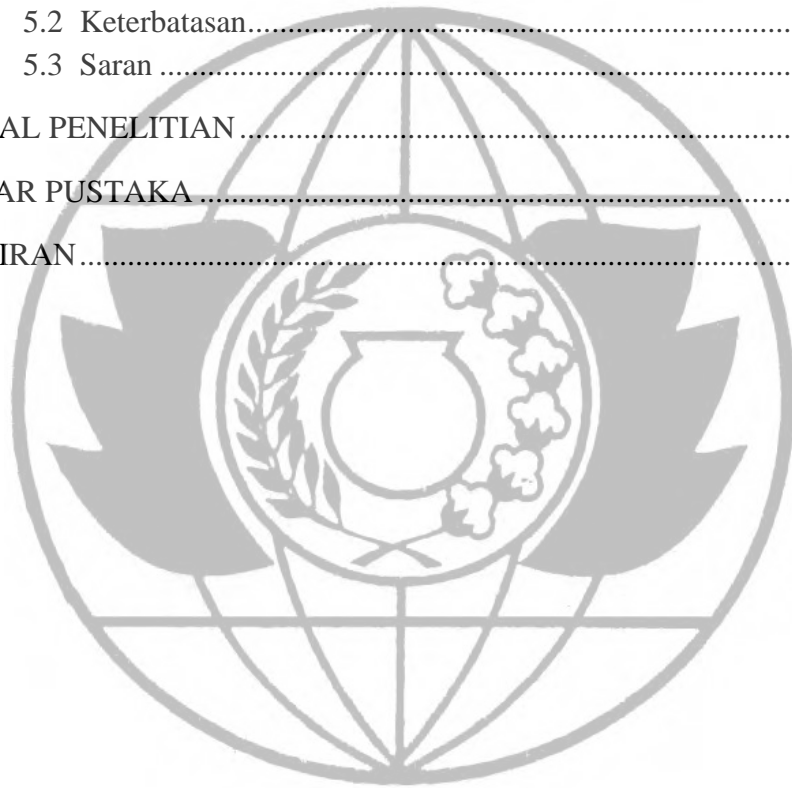 5.2 Keterbatasan..........................................................................
5.3 Saran ......................................................................................
AL PENELITIAN ...........................................................................
AR PUSTAKA ................................................................................
IRAN...............................................................................................